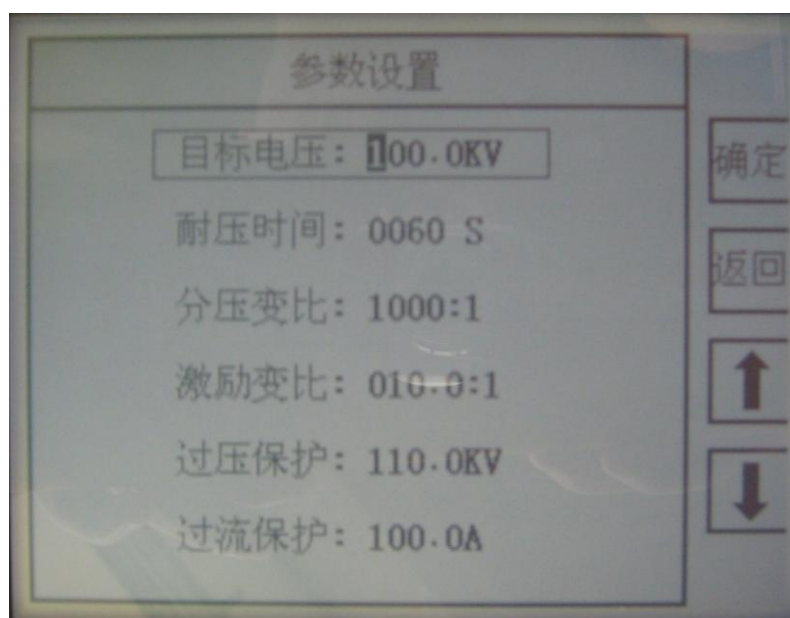 参数设置
目标电压：100.0KV
耐压时间：0060 S
分压变比：1000:1
激励变比：010.0:1
过压保护：110.0KV
过流保护：100.0A
确定
返回
↑
↓